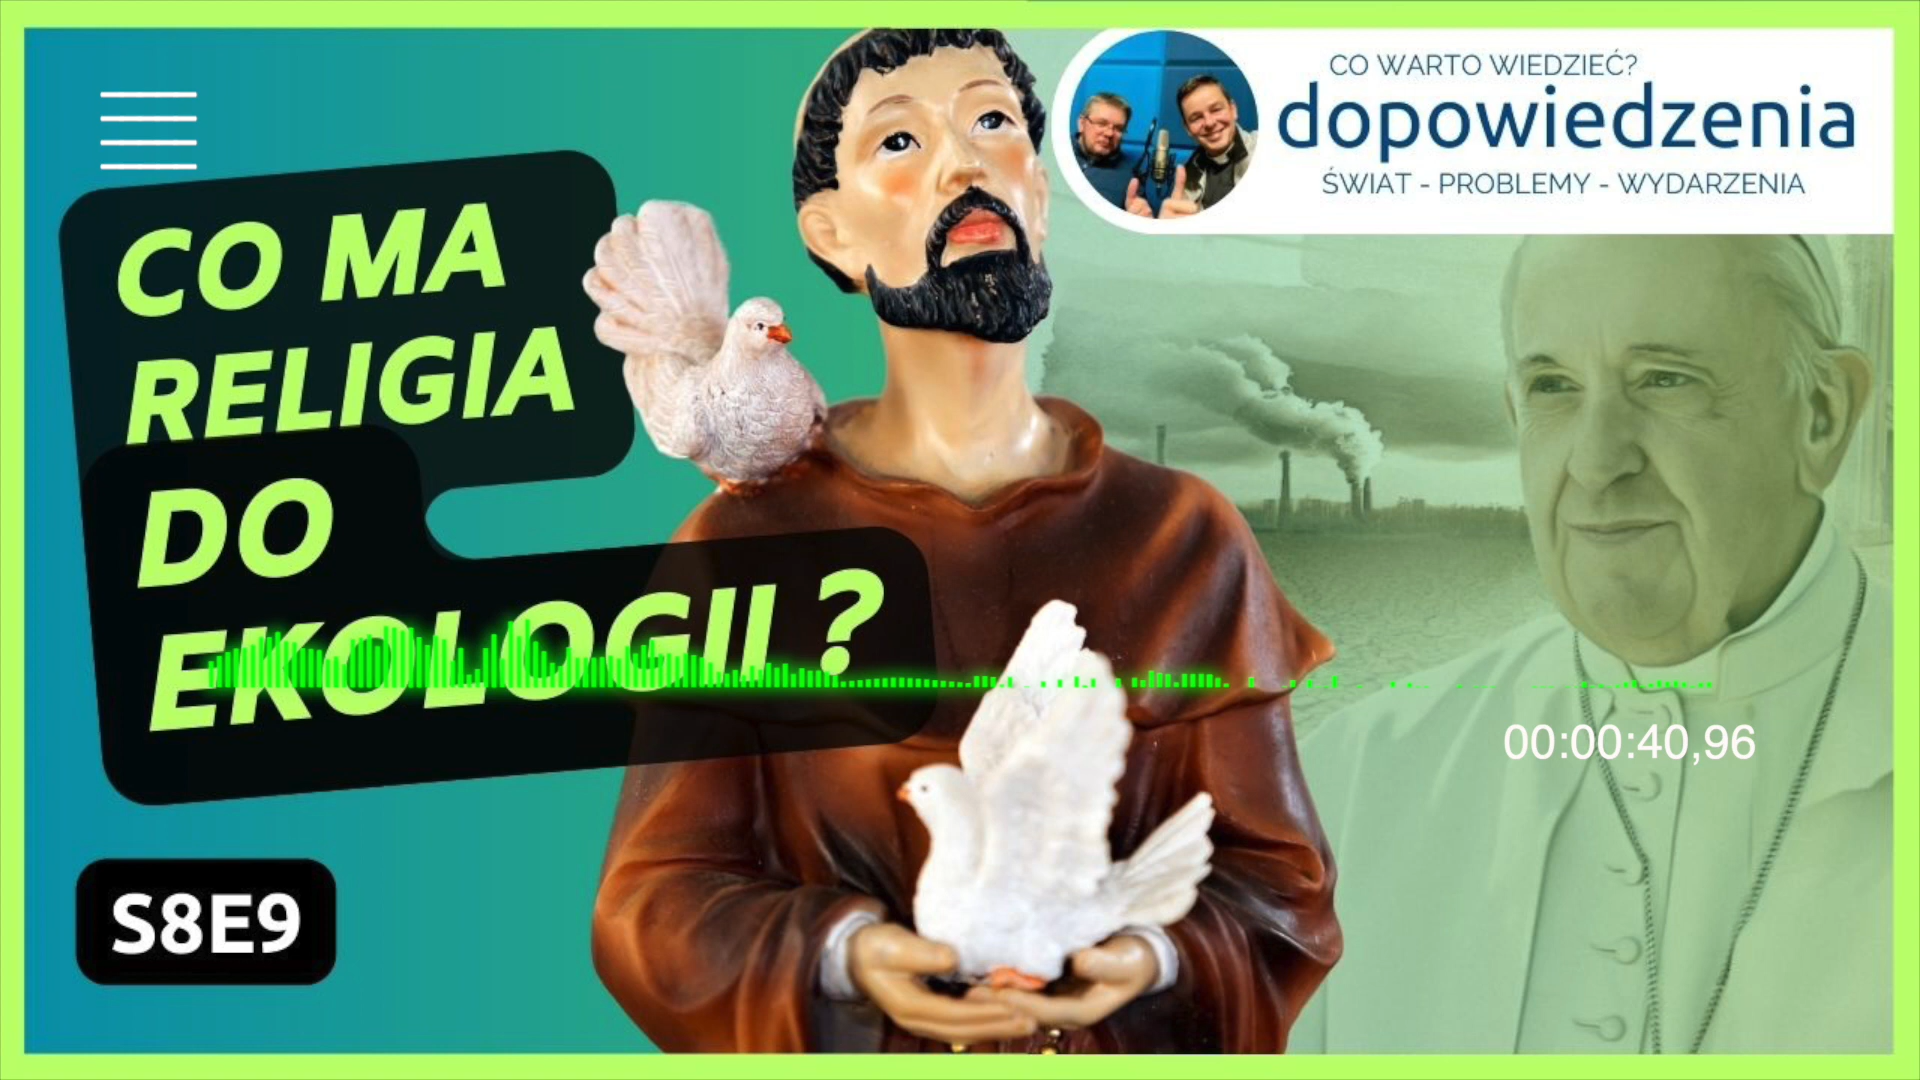 CO WARTO WIEDZIEĆ?
dopowiedzenia
ŚWIAT - PROBLEMY - WYDARZENIA
CO MA
RELIGIA
DO
EKOLOGII ?
00:00:40,96
S8E9